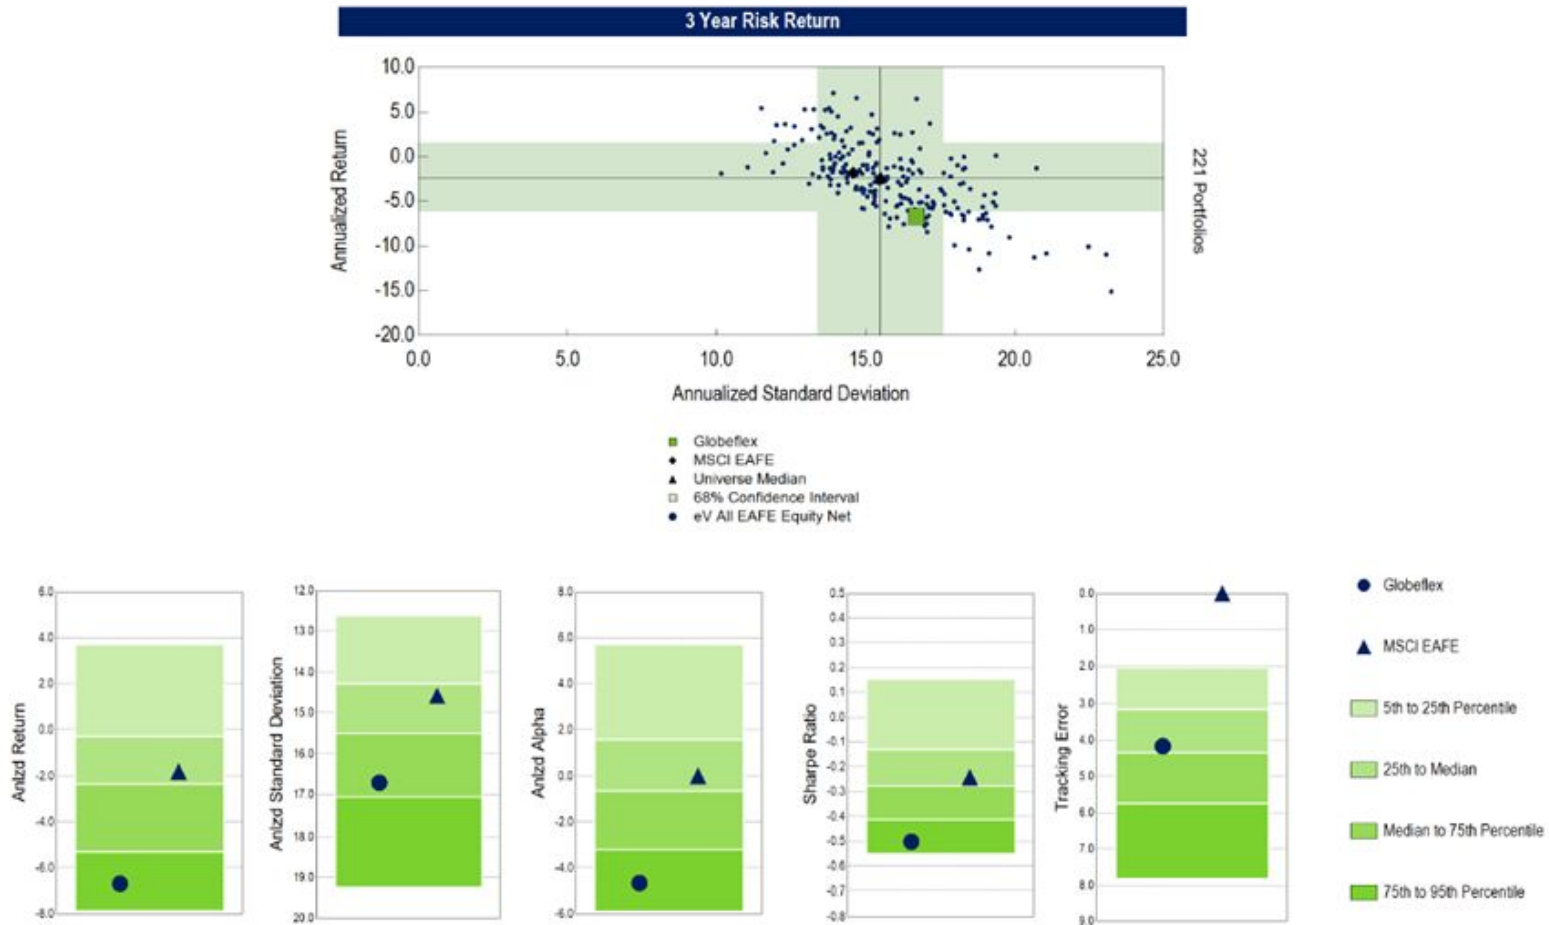 3 Year Risk Return
10.0
5.0
0.0
-5.0
-10.0
-15.0
-20.0
Annualized Return
221 Portfolios
0.0 5.0 10.0 15.0 20.0 25.0
Annualized Standard Deviation
Globeflex
MSCI EAFE
Universe Median
68% Confidence Interval
eV All EAFE Equity Net
Anlzd Return
6.0
4.0
2.0
0.0
-2.0
-4.0
-6.0
-8.0
Anlzd Standard Deviation
12.0
13.0
14.0
15.0
16.0
17.0
18.0
19.0
20.0
Anlzd Alpha
8.0
6.0
4.0
2.0
0.0
-2.0
-4.0
-6.0
Sharpe Ratio
0.5
0.4
0.3
0.2
0.1
0.0
-0.1
-0.2
-0.3
-0.4
-0.5
-0.6
-0.7
-0.8
Tracking Error
0.0
1.0
2.0
3.0
4.0
5.0
6.0
7.0
8.0
9.0
Globeflex
MSCI EAFE
5th to 25th Percentile
25th to Median
Median to 75th Percentile
75th to 95th Percentile